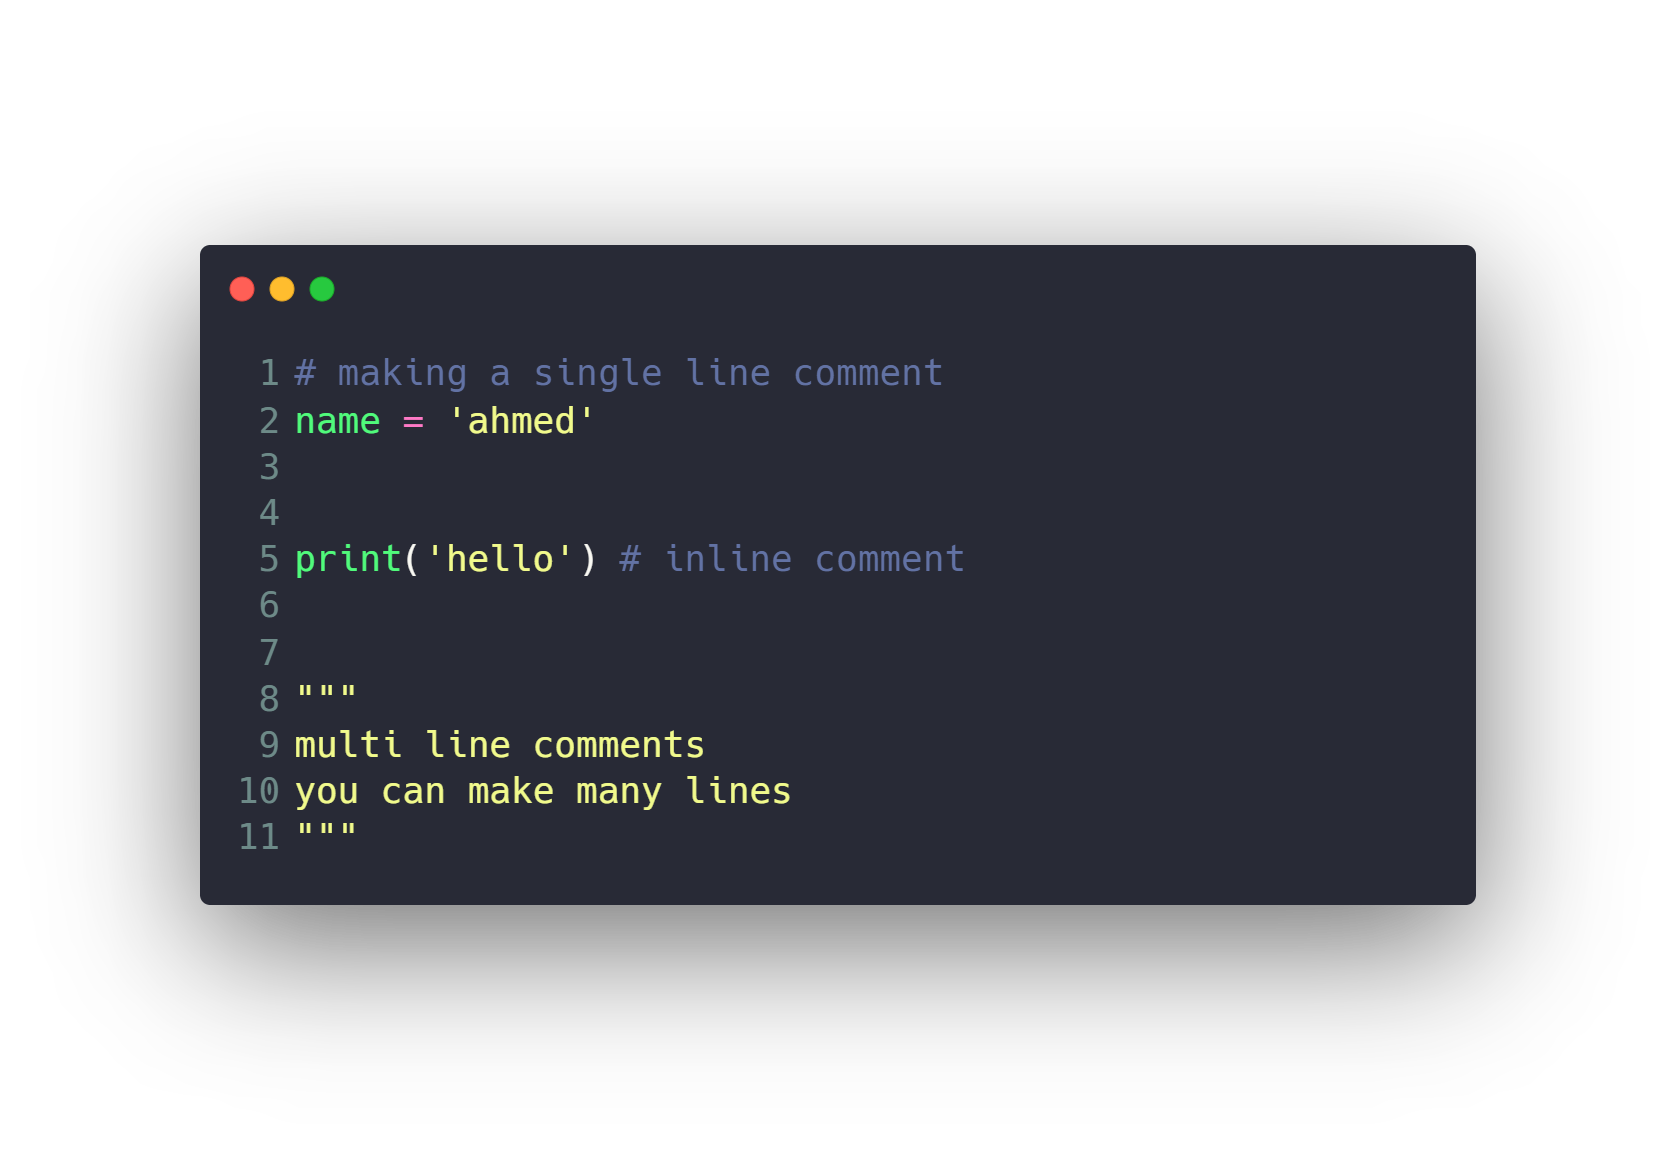 1 # making a single line comment
2 name = 'ahmed'
3
4
5 print('hello') # inline comment
6
7
8 """
9 multi line comments
10 you can make many lines
11 """